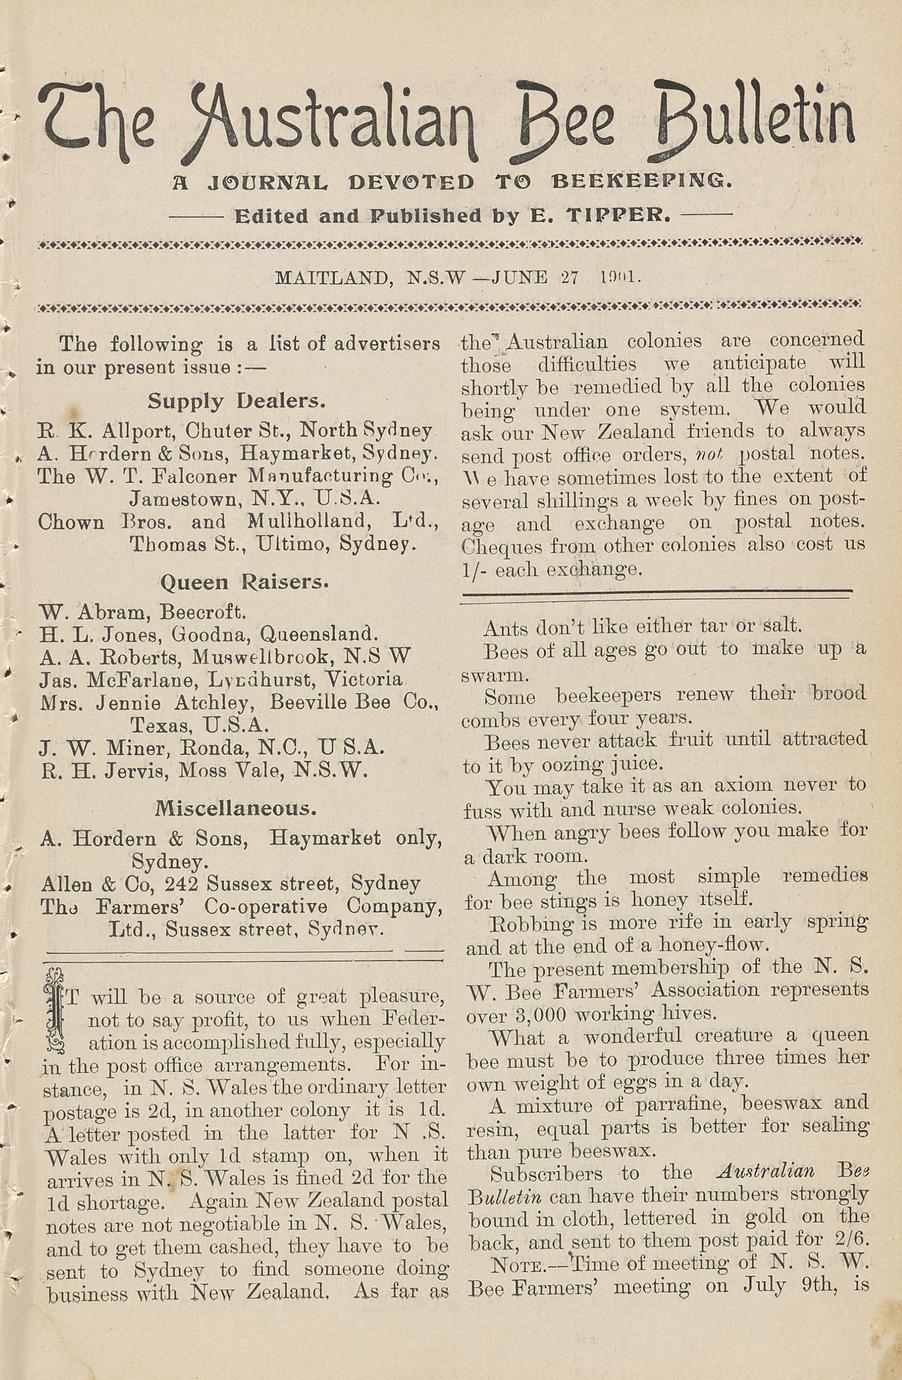 The Australian Bee Bulletin
A JOURNAL DEVOTED TO BEEKEEPING.
Edited and Published by E. TIPPER.
MAITLAND, N.S.W —JUNE 27 1901.
The following is a list of advertisers
in our present issue :—
Supply Dealers.
R. K. Allport, Chuter St., North Sydney
A. Hordern & Sons, Haymarket, Sydney.
The W. T. Falconer Manufacturing Co.,
Jamestown, N.Y., U.S.A.
Chown Bros. and Mullholland, Ltd.,
Thomas St., Ultimo, Sydney.
Queen Raisers.
W. Abram, Beecroft.
H. L. Jones, Goodna, Queensland.
A. A. Roberts, Muswellbrook, N.S W
Jas. McFarlane, Lyndhurst, Victoria
Mrs. Jennie Atchley, Beeville Bee Co.,
Texas, U.S.A.
J. W. Miner, Ronda, N.C., U S.A.
R. H. Jervis, Moss Vale, N.S.W.
Miscellaneous.
A. Hordern & Sons, Haymarket only,
Sydney.
Allen & Co, 242 Sussex street, Sydney
The Farmers' Co-operative Company,
Ltd., Sussex street, Sydney.
IT will be a source of great pleasure,
not to say profit, to us when Feder-
ation is accomplished fully, especially
in the post office arrangements. For in-
stance, in N. S. Wales the ordinary letter
postage is 2d, in another colony it is 1d.
A letter posted in the latter for N .S.
Wales with only 1d stamp on, when it
arrives in N. S. Wales is fined 2d for the
1d shortage. Again New Zealand postal
notes are not negotiable in N. S. Wales,
and to get them cashed, they have to be
sent to Sydney to find someone doing
business with New Zealand. As far as
the Australian colonies are concerned
those difficulties we anticipate will
shortly be remedied by all the colonies
being under one system. We would
ask our New Zealand friends to always
send post office orders, not postal notes.
We have sometimes lost to the extent of
several shillings a week by fines on post-
age and exchange on postal notes.
Cheques from other colonies also cost us
1/- each exchange.
Ants don't like either tar or salt.
Bees of all ages go out to make up a
swarm.
Some beekeepers renew their brood
combs every four years.
Bees never attack fruit until attracted
to it by oozing juice.
You may take it as an axiom never to
fuss with and nurse weak colonies.
When angry bees follow you make for
a dark room.
Among the most simple remedies
for bee stings is honey itself.
Robbing is more rife in early spring
and at the end of a honey-flow.
The present membership of the N. S.
W. Bee Farmers' Association represents
over 3,000 working hives.
What a wonderful creature a queen
bee must be to produce three times her
own weight of eggs in a day.
A mixture of parrafine, beeswax and
resin, equal parts is better for sealing
than pure beeswax.
Subscribers to the Australian Bee
Bulletin can have their numbers strongly
bound in cloth, lettered in gold on the
back, and sent to them post paid for 2/6.
NOTE.—Time of meeting of N. S. W.
Bee Farmers' meeting on July 9th, is